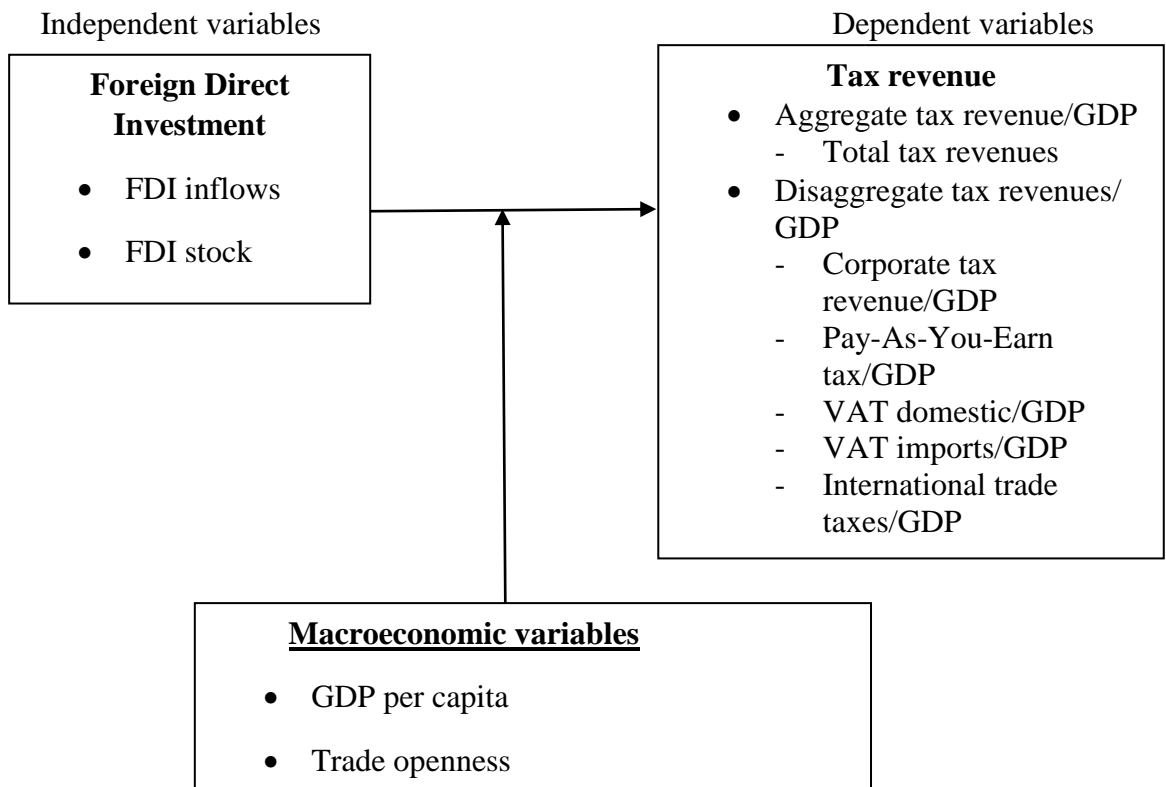 Independent variables
Dependent variables
Foreign Direct
Investment
• FDI inflows
• FDI stock
Tax revenue
• Aggregate tax revenue/GDP
- Total tax revenues
• Disaggregate tax revenues/
GDP
- Corporate tax
revenue/GDP
- Pay-As-You-Earn
tax/GDP
- VAT domestic/GDP
- VAT imports/GDP
- International trade
taxes/GDP
Macroeconomic variables
• GDP per capita
• Trade openness